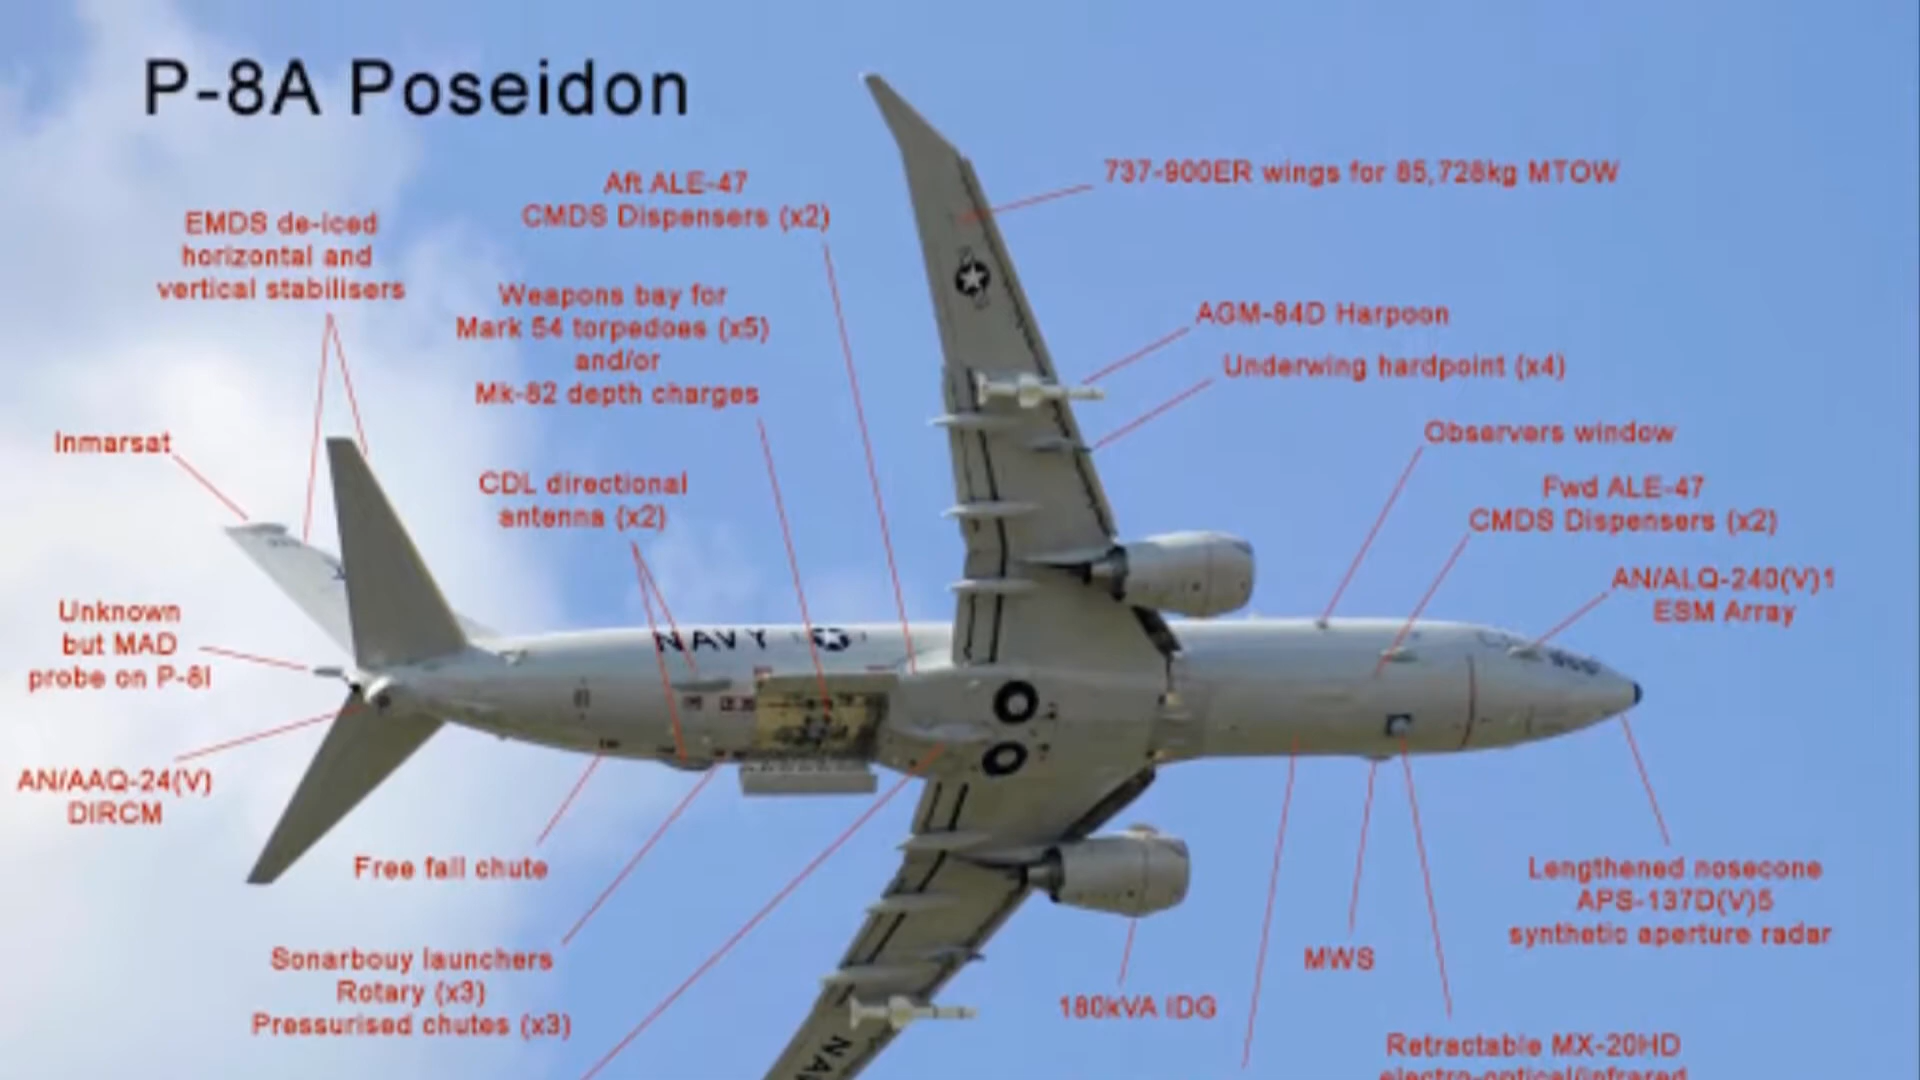 P-8A Poseidon
Aft ALE-47
CMDS Dispensers (x2)
737-900ER wings for 85,728kg MTOW
EMDS de-iced
horizontal and
vertical stabilisers
Weapons bay for
Mark 54 torpedoes (x5)
and/or
Mk-82 depth charges
AGM-84D Harpoon
Underwing hardpoint (x4)
Inmarsat
Observers window
CDL directional
antenna (x2)
Fwd ALE-47
CMDS Dispensers (x2)
AN/ALQ-240(V)1
ESM Array
Unknown
but MAD
probe on P-8I
NAVY
AN/AAQ-24(V)
DIRCM
Free fall chute
Lengthened nosecone
APS-137D(V)5
synthetic aperture radar
Sonarbouy launchers
Rotary (x3)
Pressurised chutes (x3)
MWS
180kVA IDG
Retractable MX-20HD
electro-optical/infrared
NA